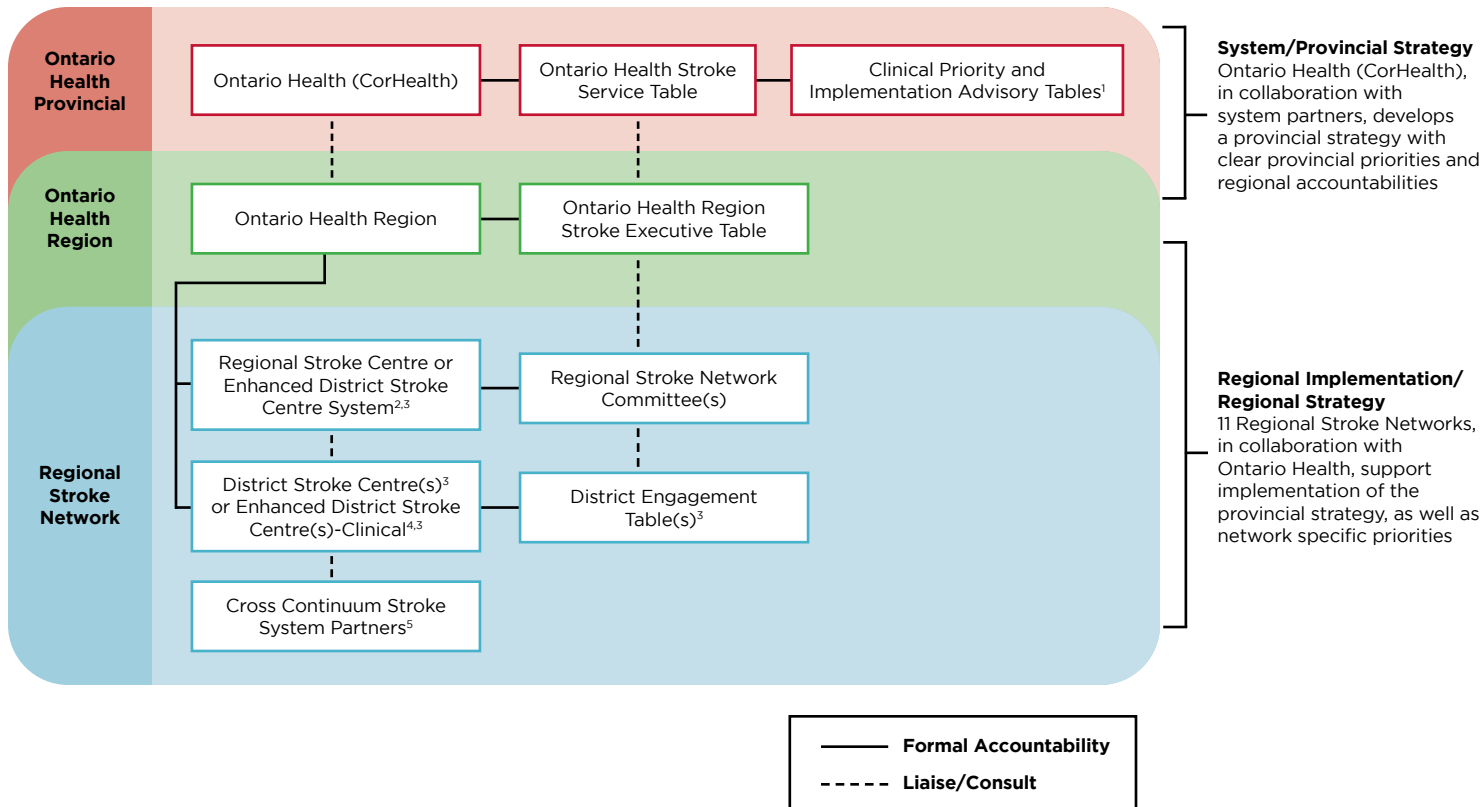 Ontario
Health
Provincial
Ontario Health (CorHealth)
Ontario Health Stroke
Service Table
Clinical Priority and
Implementation Advisory Tables¹
System/Provincial Strategy
Ontario Health (CorHealth),
in collaboration with
system partners, develops
a provincial strategy with
clear provincial priorities and
regional accountabilities
Ontario
Health
Region
Ontario Health Region
Ontario Health Region
Stroke Executive Table
Regional
Stroke
Network
Regional Stroke Centre or
Enhanced District Stroke
Centre System²,³
Regional Stroke Network
Committee(s)
District Stroke Centre(s)³
or Enhanced District Stroke
Centre(s)-Clinical⁴,³
District Engagement
Table(s)³
Cross Continuum Stroke
System Partners⁵
Regional Implementation/
Regional Strategy
11 Regional Stroke Networks,
in collaboration with
Ontario Health, support
implementation of the
provincial strategy, as well as
network specific priorities
Formal Accountability
Liaise/Consult